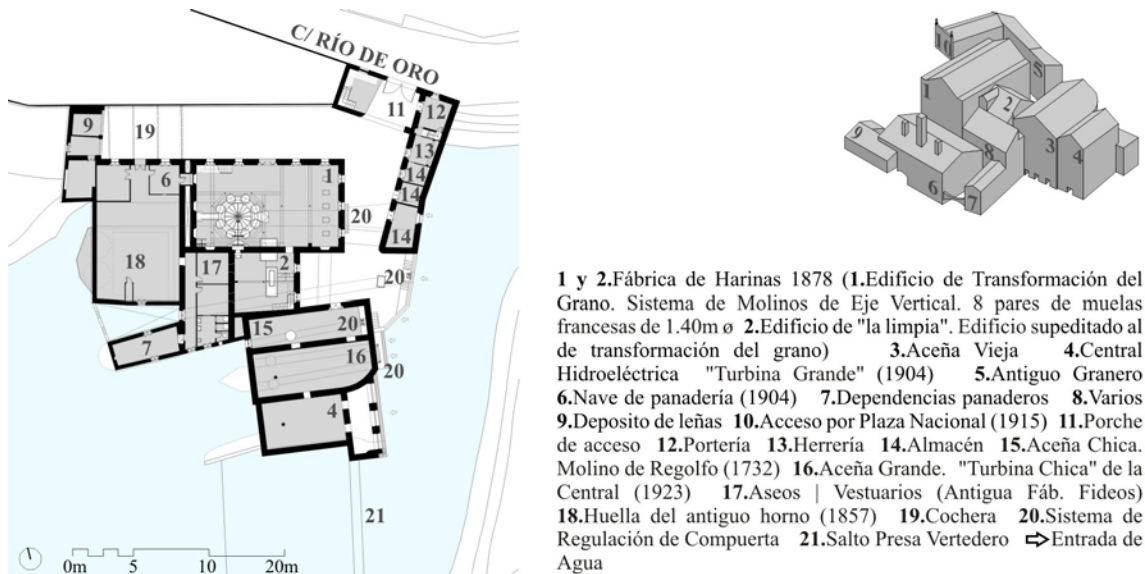 C/ RÍO DE ORO
11
12
9
19
13
6
1
14
14
20
14
18
17
2
20
15
20
7
16
20
4
21
0m 5 10 20m
10
5
1
2
9
8
3
4
6
7
1 y 2.Fábrica de Harinas 1878 (1.Edificio de Transformación del
Grano. Sistema de Molinos de Eje Vertical. 8 pares de muelas
francesas de 1.40m ø 2.Edificio de "la limpia". Edificio supeditado al
de transformación del grano) 3.Aceña Vieja 4.Central
Hidroeléctrica "Turbina Grande" (1904) 5.Antiguo Granero
6.Nave de panadería (1904) 7.Dependencias panaderos 8.Varios
9.Deposito de leñas 10.Acceso por Plaza Nacional (1915) 11.Porche
de acceso 12.Portería 13.Herrería 14.Almacén 15.Aceña Chica.
Molino de Regolfo (1732) 16.Aceña Grande. "Turbina Chica" de la
Central (1923) 17.Aseos | Vestuarios (Antigua Fáb. Fideos)
18.Huella del antiguo horno (1857) 19.Cochera 20.Sistema de
Regulación de Compuerta 21.Salto Presa Vertedero ⇨Entrada de
Agua